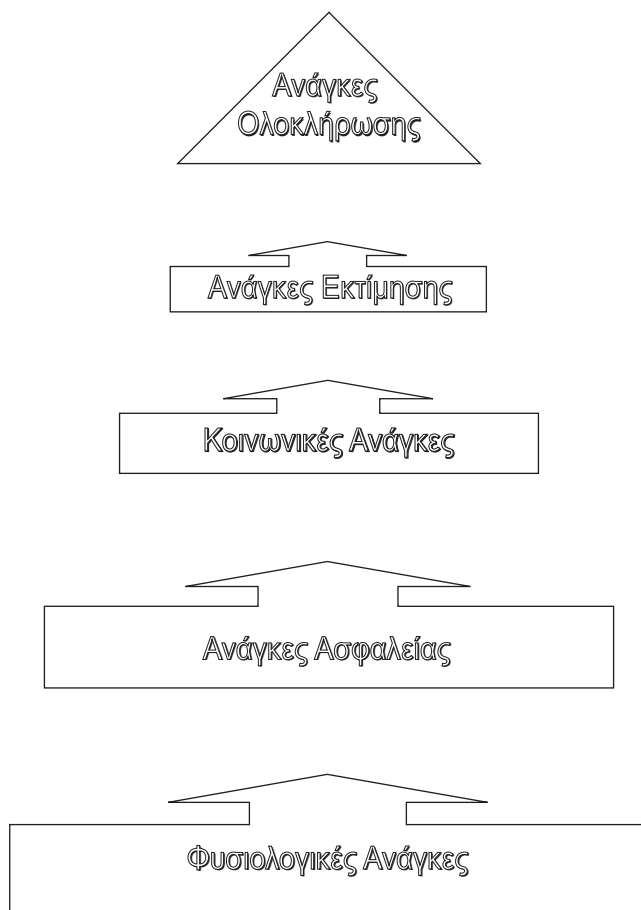 Ανάγκες
Ολοκλήρωσης
Ανάγκες Εκτίμησης
Κοινωνικές Ανάγκες
Ανάγκες Ασφαλείας
Φυσιολογικές Ανάγκες